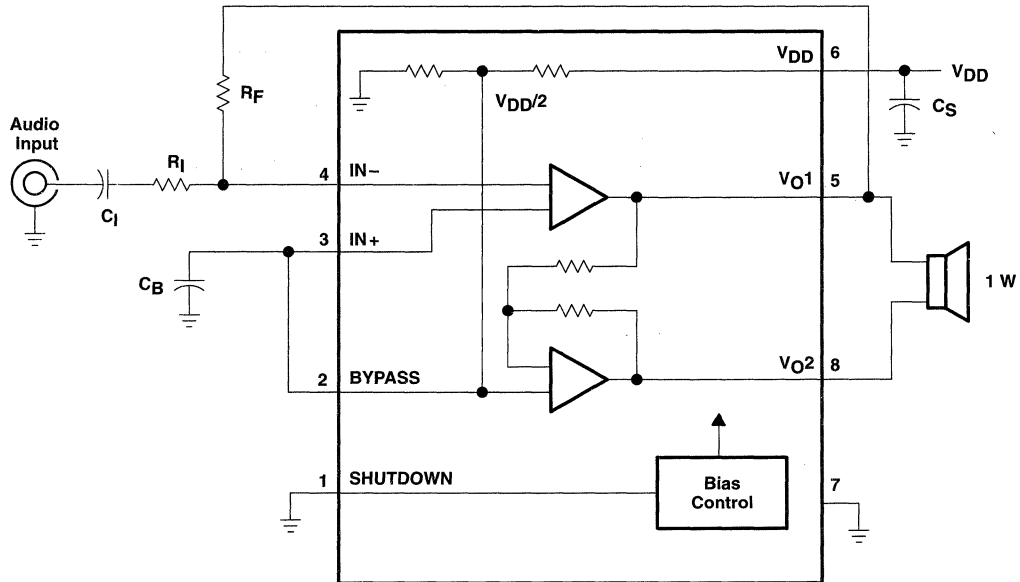 VDD 6
VDD
RF
VDD/2
CS
Audio
Input
RI
CI
4 IN–
VO1 5
3 IN+
CB
1 W
2 BYPASS
VO2 8
1 SHUTDOWN
Bias
Control
7